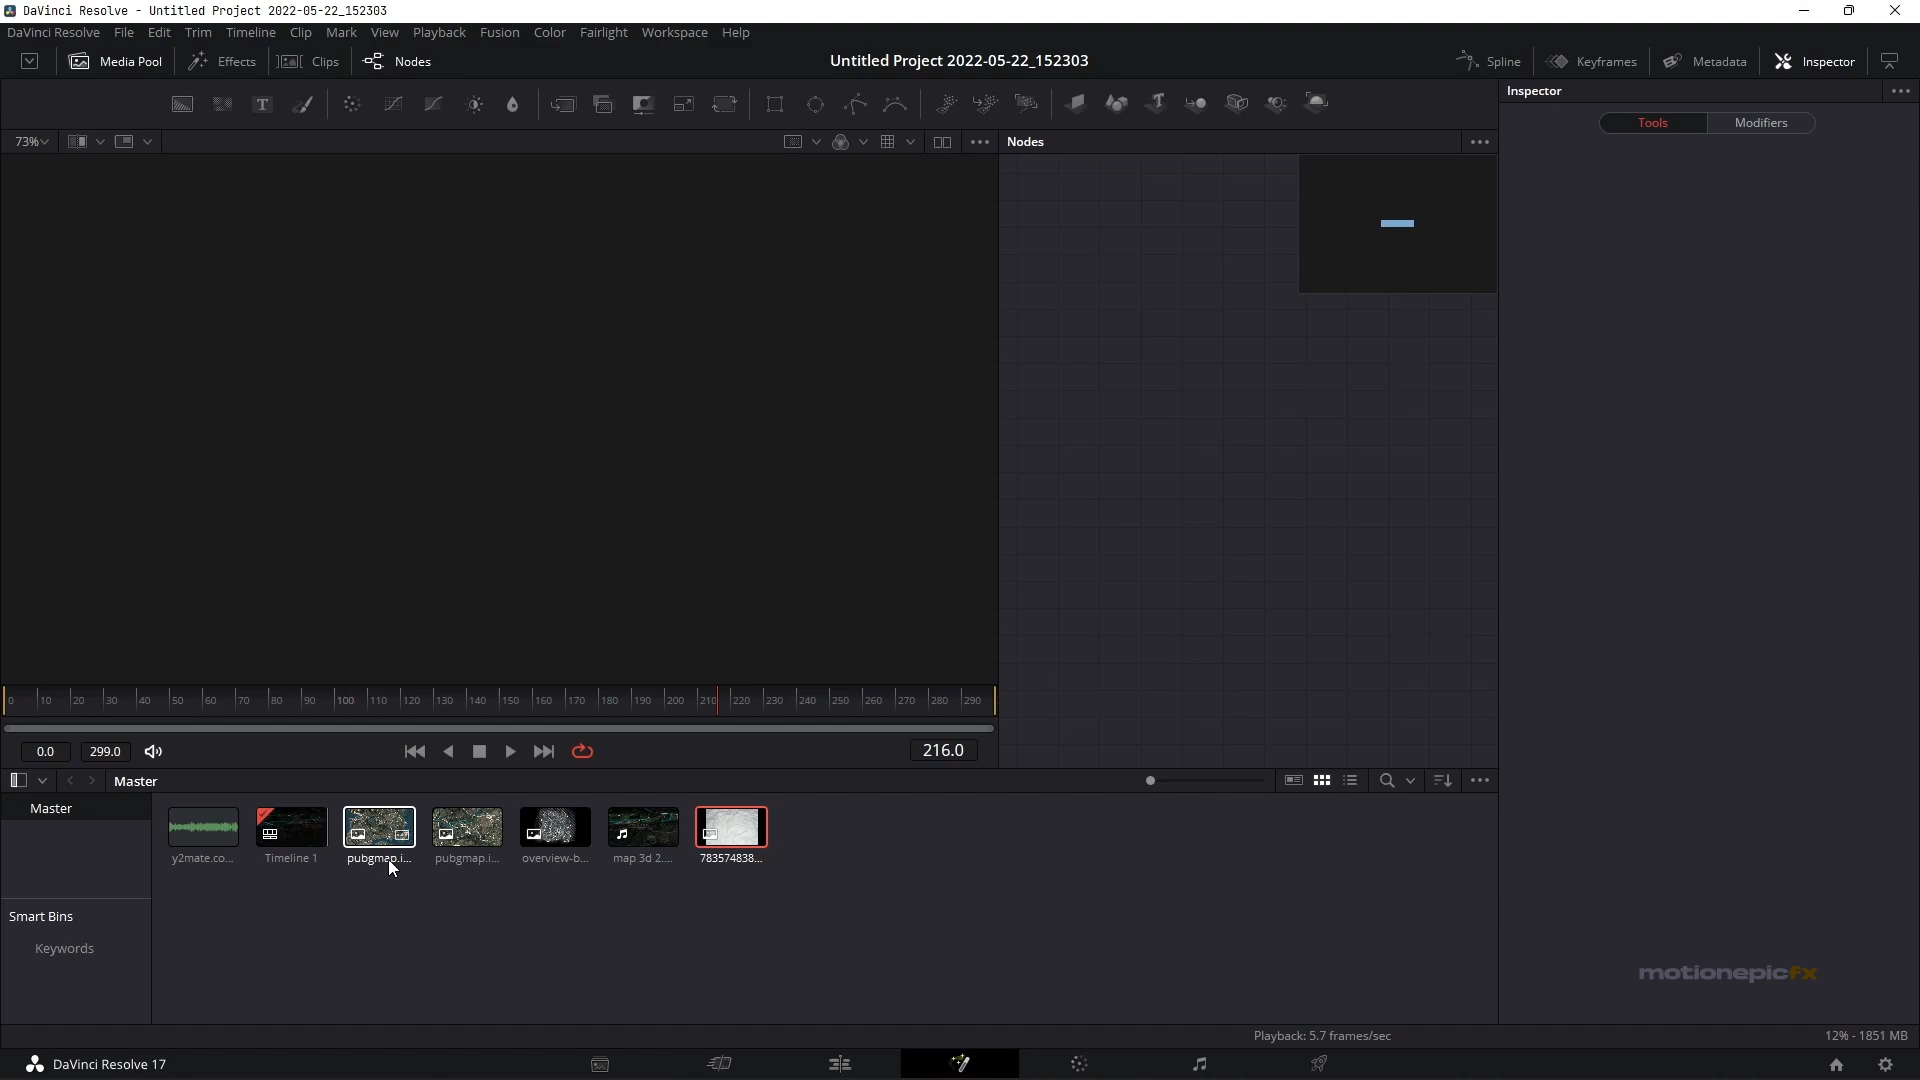 DaVinci Resolve - Untitled Project 2022-05-22_152303
DaVinci Resolve File Edit Trim Timeline Clip Mark View Playback Fusion Color Fairlight Workspace Help
Media Pool Effects Clips Nodes Untitled Project 2022-05-22_152303 Spline Keyframes Metadata Inspector
Inspector
Tools Modifiers
73% Nodes
0 10 20 30 40 50 60 70 80 90 100 110 120 130 140 150 160 170 180 190 200 210 220 230 240 250 260 270 280 290
0.0 299.0 216.0
Master
Master
y2mate.co... Timeline 1 pubgmap.i... pubgmap.i... overview-b... map 3d 2.... 783574838...
Smart Bins
Keywords
motionepicfx
Playback: 5.7 frames/sec 12% - 1851 MB
DaVinci Resolve 17